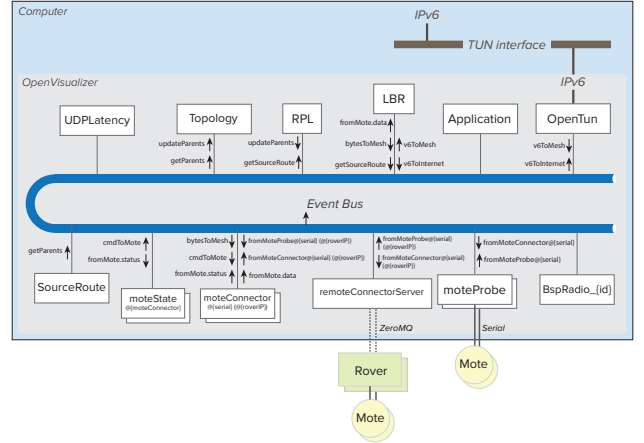 Computer
IPv6
TUN interface
OpenVisualizer
IPv6
UDPLatency
Topology
RPL
LBR
Application
OpenTun
updateParents
getParents
updateParents
getSourceRoute
fromMote.data
bytesToMesh
v6ToMesh
getSourceRoute
v6ToInternet
v6ToMesh
v6ToInternet
Event Bus
getParents
cmdToMote
fromMote.status
bytesToMesh
cmdToMote
fromMote.status
fromMoteProbe@{serial} (@{roverIP})
fromMoteConnector@{serial} (@{roverIP})
fromMote.data
fromMoteProbe@{serial}
(@{roverIP})
fromMoteConnector@{serial}
(@{roverIP})
fromMoteConnector@{serial}
fromMoteProbe@{serial}
SourceRoute
moteState
@{moteConnector}
moteConnector
@{serial} (@{roverIP})
remoteConnectorServer
moteProbe
BspRadio_{id}
ZeroMQ
Serial
Rover
Mote
Mote